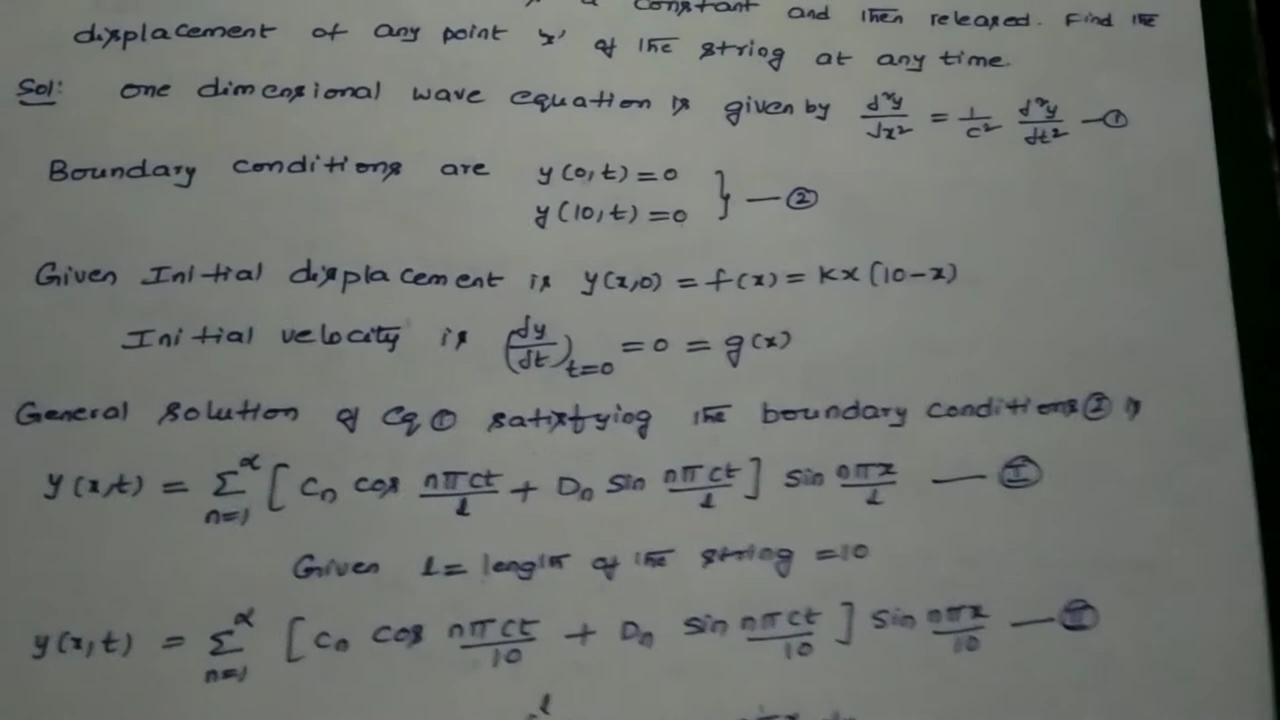 constant and then released. Find the
displacement of any point 'x' of the string at any time.
Sol: one dimensional wave equation is given by d²y/dx² = 1/c² d²y/dt² —①
Boundary conditions are y(0,t)=0
y(10,t)=0 } —②
Given Initial displacement is y(x,0) = f(x) = kx(10-x)
Initial velocity is (dy/dt)t=0 = 0 = g(x)
General solution of Eq ① satisfying the boundary conditions ② is
y(x,t) = Σ n=1 ∝ [Cn cos nπct/l + Dn sin nπct/l] sin nπx/l — Ⓘ
Given l = length of the string = 10
y(x,t) = Σ n=1 ∝ [Cn cos nπct/10 + Dn sin nπct/10] sin nπx/10 —